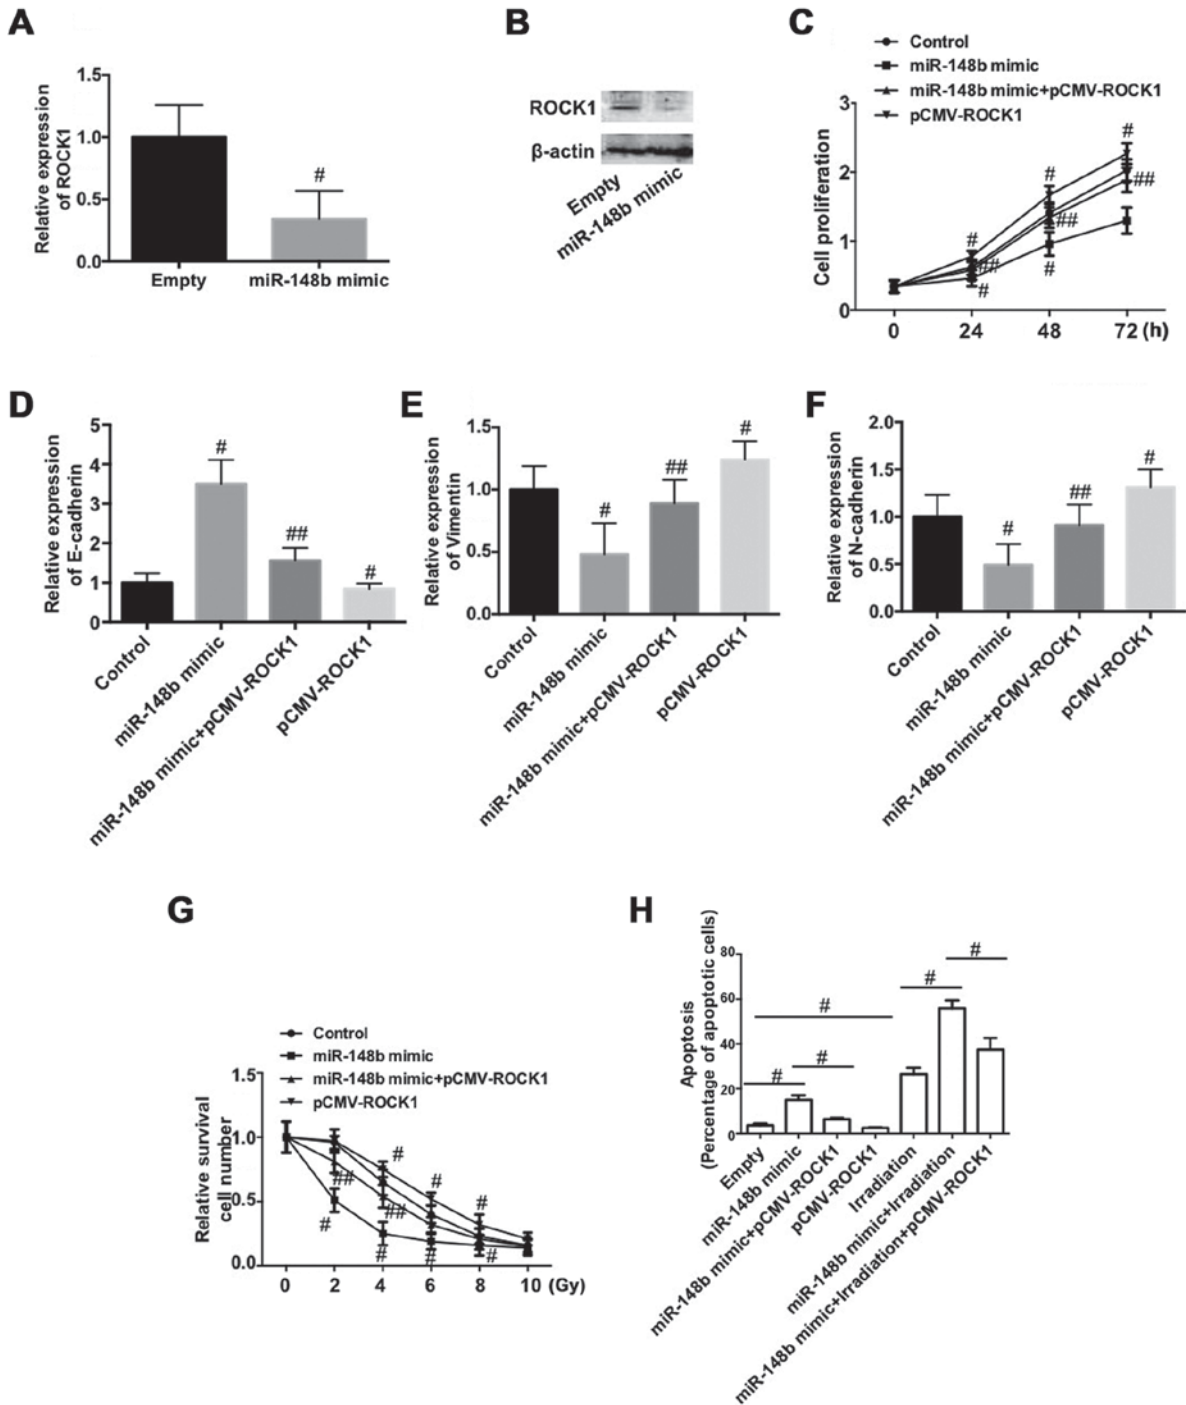 A
Relative expression
of ROCK1
1.5
1.0
0.5
0.0
#
Empty
miR-148b mimic
B
ROCK1
β-actin
Empty
miR-148b mimic
C
Control
miR-148b mimic
miR-148b mimic+pCMV-ROCK1
pCMV-ROCK1
Cell proliferation
3
2
1
0
#
#
#
##
##
##
#
#
0
24
48
72 (h)
D
Relative expression
of E-cadherin
5
4
3
2
1
0
#
##
#
Control
miR-148b mimic
miR-148b mimic+pCMV-ROCK1
pCMV-ROCK1
E
Relative expression
of Vimentin
1.5
1.0
0.5
0.0
#
##
#
Control
miR-148b mimic
miR-148b mimic+pCMV-ROCK1
pCMV-ROCK1
F
Relative expression
of N-cadherin
2.0
1.5
1.0
0.5
0.0
#
##
#
Control
miR-148b mimic
miR-148b mimic+pCMV-ROCK1
pCMV-ROCK1
G
Control
miR-148b mimic
miR-148b mimic+pCMV-ROCK1
pCMV-ROCK1
Relative survival
cell number
1.5
1.0
0.5
0.0
#
#
#
##
##
#
#
#
#
0
2
4
6
8
10 (Gy)
H
Apoptosis
(Percentage of apoptotic cells)
80
60
40
20
0
#
#
#
#
#
Empty
miR-148b mimic
miR-148b mimic+pCMV-ROCK1
pCMV-ROCK1
Irradiation
miR-148b mimic+Irradiation
miR-148b mimic+Irradiation+pCMV-ROCK1